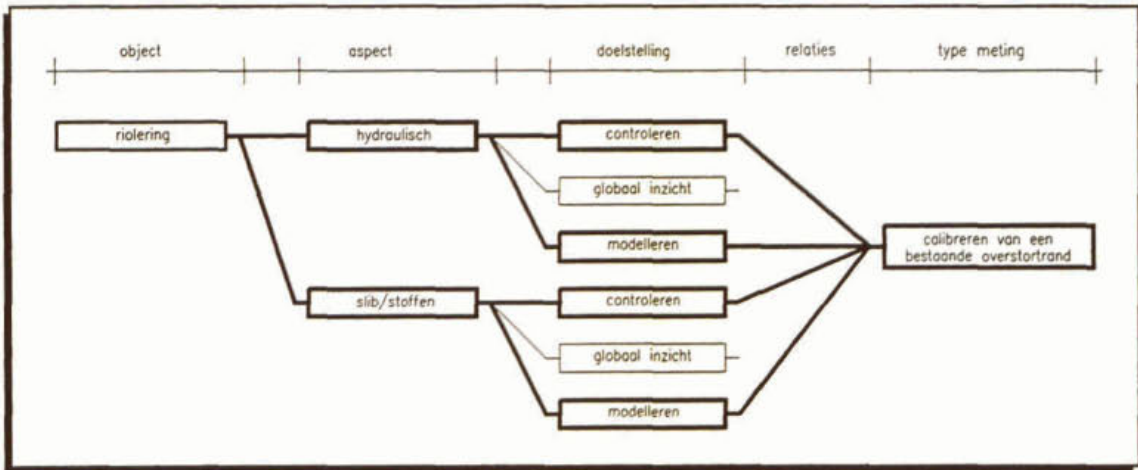 object aspect doelstelling relaties type meting
riolering hydraulisch controleren
globaal inzicht
modelleren
calibreren van een
bestaande overstortrand
slib/stoffen controleren
globaal inzicht
modelleren